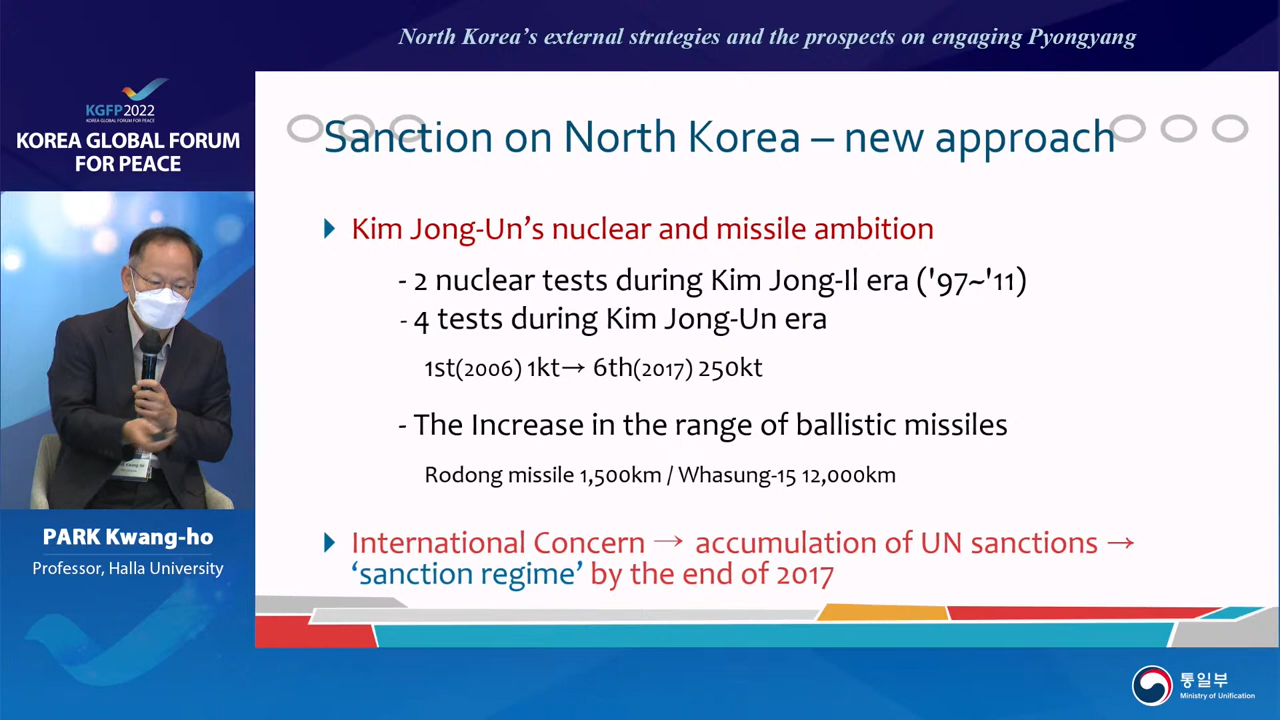 North Korea's external strategies and the prospects on engaging Pyongyang
KGFP2022
KOREA GLOBAL FORUM FOR PEACE
KOREA GLOBAL FORUM
FOR PEACE
Sanction on North Korea – new approach
Kim Jong-Un's nuclear and missile ambition
- 2 nuclear tests during Kim Jong-Il era ('97~'11)
- 4 tests during Kim Jong-Un era
1st(2006) 1kt→ 6th(2017) 250kt
- The Increase in the range of ballistic missiles
Rodong missile 1,500km / Whasung-15 12,000km
International Concern → accumulation of UN sanctions →
‘sanction regime’ by the end of 2017
PARK Kwang-ho
Professor, Halla University
통일부
Ministry of Unification